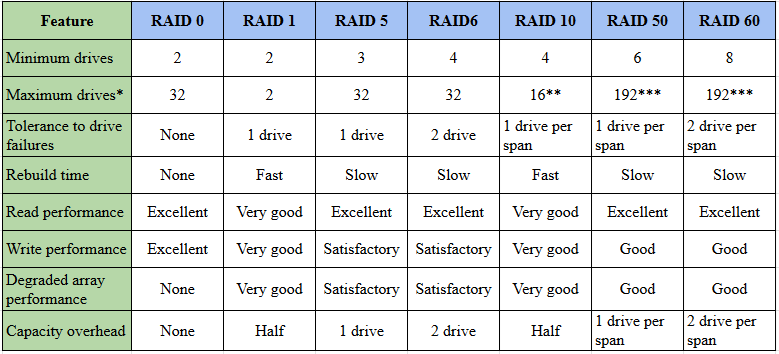 Feature RAID 0 RAID 1 RAID 5 RAID6 RAID 10 RAID 50 RAID 60
Minimum drives 2 2 3 4 4 6 8
Maximum drives* 32 2 32 32 16** 192*** 192***
Tolerance to drive failures None 1 drive 1 drive 2 drive 1 drive per span 1 drive per span 2 drive per span
Rebuild time None Fast Slow Slow Fast Slow Slow
Read performance Excellent Very good Excellent Excellent Very good Excellent Excellent
Write performance Excellent Very good Satisfactory Satisfactory Very good Good Good
Degraded array performance None Very good Satisfactory Satisfactory Very good Good Good
Capacity overhead None Half 1 drive 2 drive Half 1 drive per span 2 drive per span